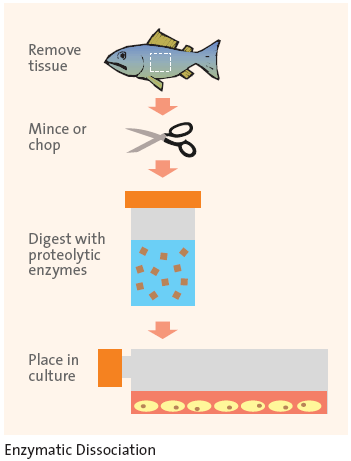 Remove
tissue
Mince or
chop
Digest with
proteolytic
enzymes
Place in
culture
Enzymatic Dissociation